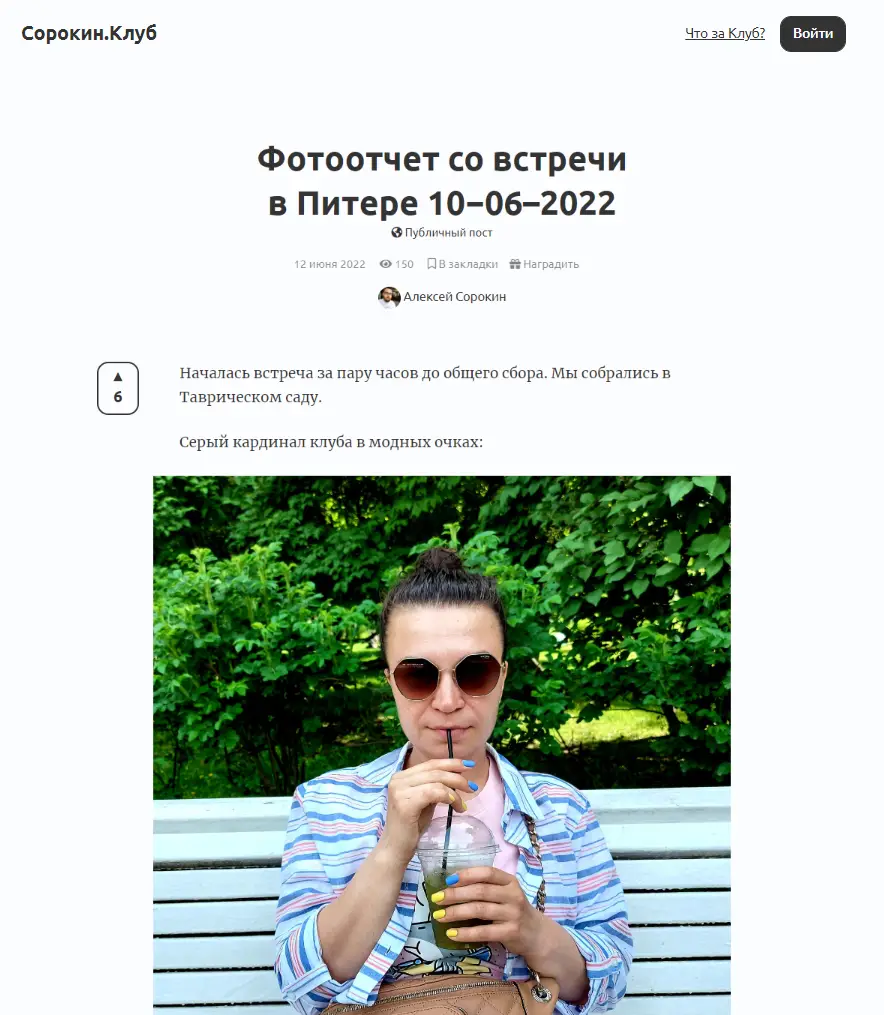 Сорокин.Клуб
Что за Клуб?
Войти
Фотоотчет со встречи
в Питере 10–06–2022
Публичный пост
12 июня 2022 150 В закладки Наградить
Алексей Сорокин
▲
6
Началась встреча за пару часов до общего сбора. Мы собрались в
Таврическом саду.
Серый кардинал клуба в модных очках: